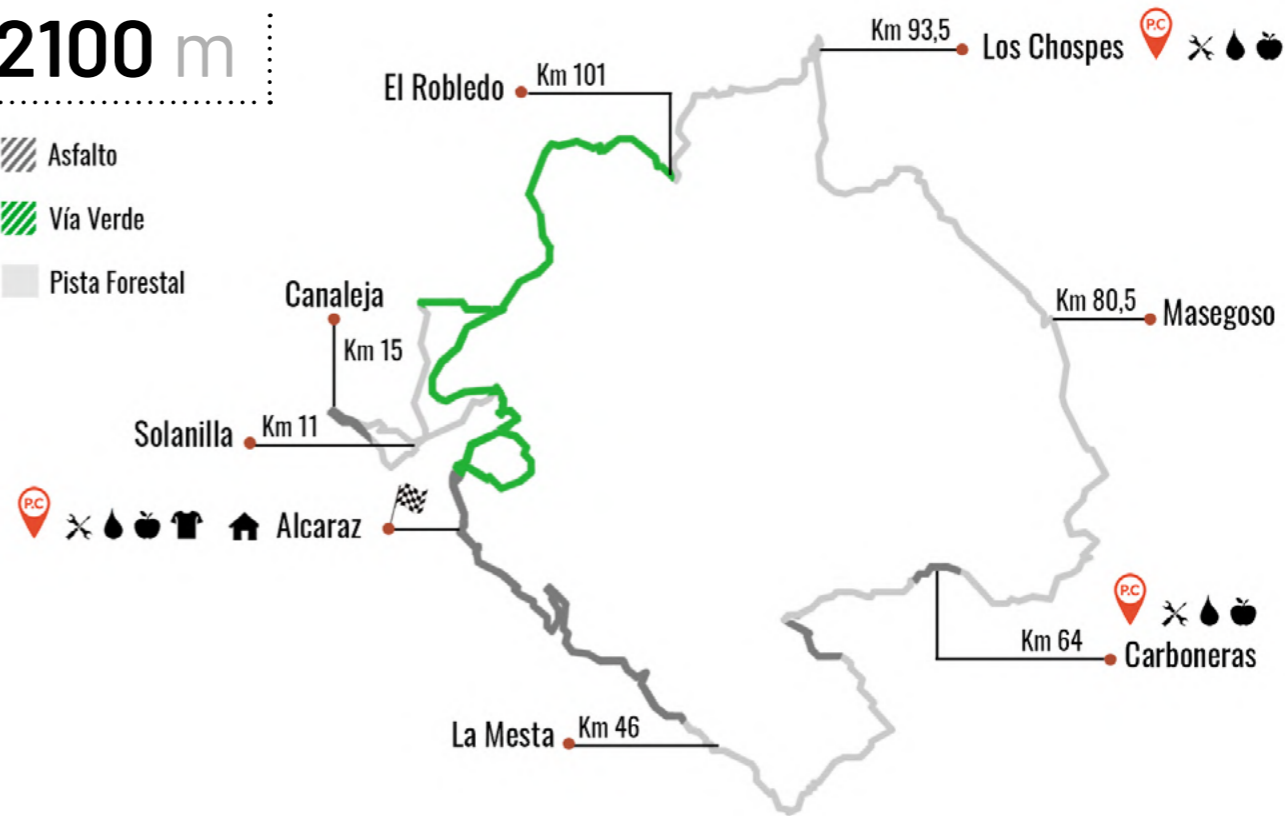 2100 m
Km 93,5
Los Chospes
P.C
El Robledo
Km 101
Asfalto
Vía Verde
Pista Forestal
Canaleja
Km 15
Km 80,5
Masegoso
Solanilla
Km 11
P.C
Alcaraz
P.C
Km 64
Carboneras
La Mesta
Km 46